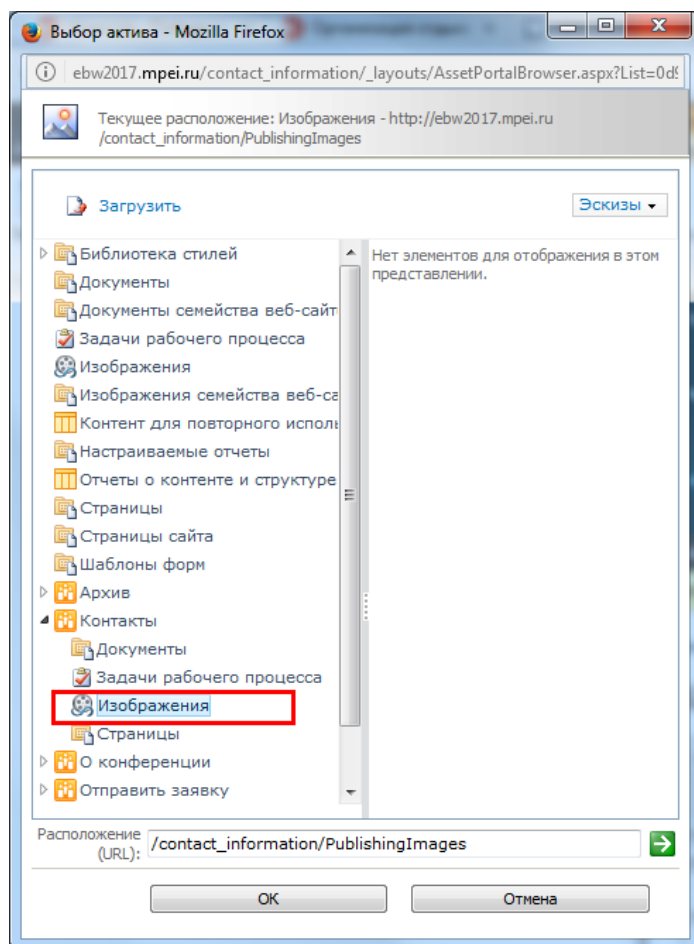 Выбор актива - Mozilla Firefox
ebw2017.mpei.ru/contact_information/_layouts/AssetPortalBrowser.aspx?List=0d9
Текущее расположение: Изображения - http://ebw2017.mpei.ru
/contact_information/PublishingImages
Загрузить
Эскизы
Библиотека стилей
Документы
Документы семейства веб-сайт
Задачи рабочего процесса
Изображения
Изображения семейства веб-са
Контент для повторного исполь
Настраиваемые отчеты
Отчеты о контенте и структуре
Страницы
Страницы сайта
Шаблоны форм
Архив
Контакты
Документы
Задачи рабочего процесса
Изображения
Страницы
О конференции
Отправить заявку
Нет элементов для отображения в этом
представлении.
Расположение
(URL):
/contact_information/PublishingImages
ОК
Отмена